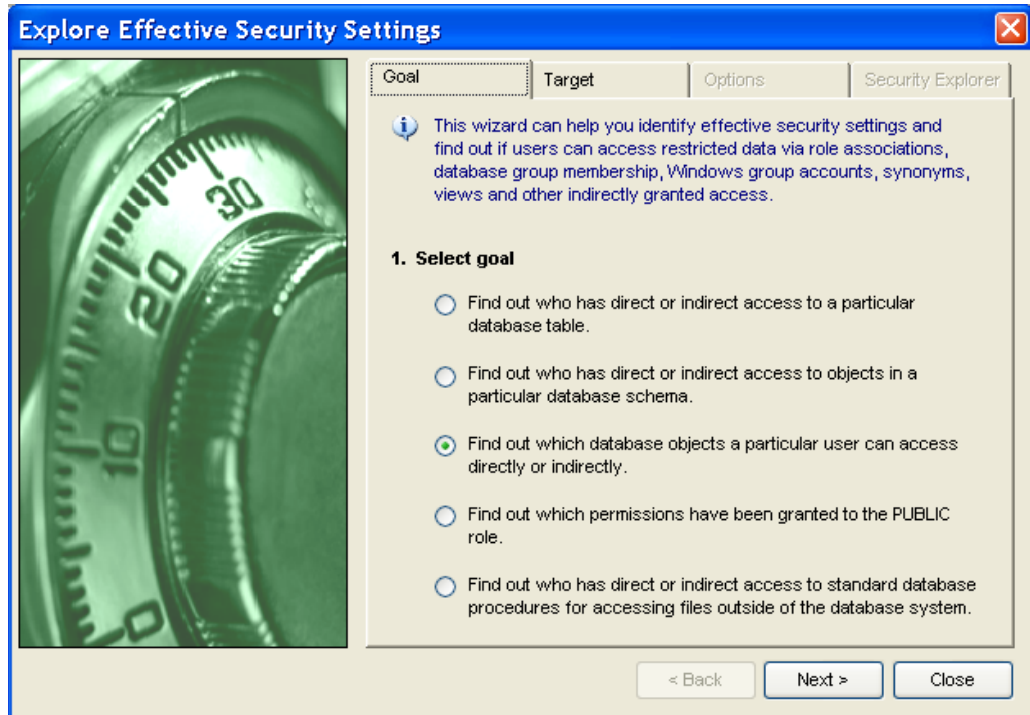 Explore Effective Security Settings
Goal
Target
Options
Security Explorer
This wizard can help you identify effective security settings and
find out if users can access restricted data via role associations,
database group membership, Windows group accounts, synonyms,
views and other indirectly granted access.
1. Select goal
Find out who has direct or indirect access to a particular
database table.
Find out who has direct or indirect access to objects in a
particular database schema.
Find out which database objects a particular user can access
directly or indirectly.
Find out which permissions have been granted to the PUBLIC
role.
Find out who has direct or indirect access to standard database
procedures for accessing files outside of the database system.
30
20
10
0
< Back
Next >
Close